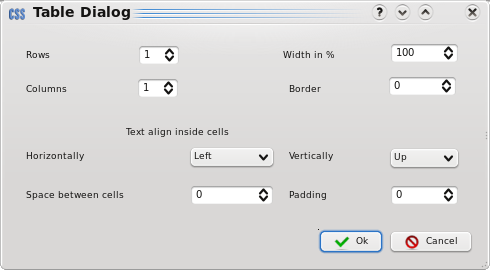 CSS Table Dialog ?
Rows 1 Width in % 100
Columns 1 Border 0
Text align inside cells
Horizontally Left Vertically Up
Space between cells 0 Padding 0
Ok Cancel